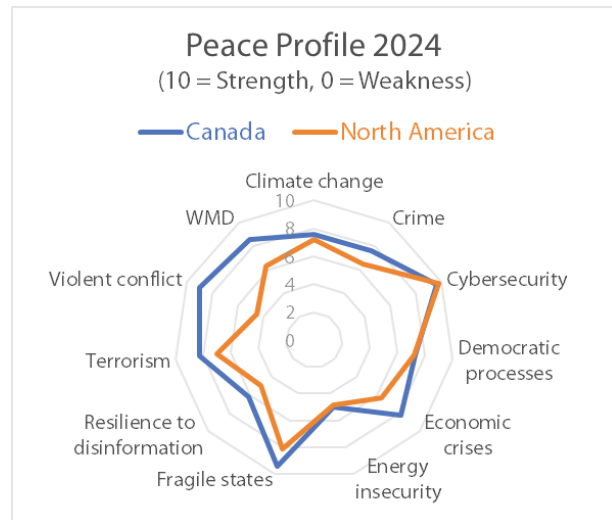 Peace Profile 2024
(10 = Strength, 0 = Weakness)
Canada North America
Climate change
10
8
6
4
2
0
WMD
Crime
Violent conflict
Cybersecurity
Terrorism
Democratic
processes
Resilience to
disinformation
Economic
crises
Fragile states
Energy
insecurity